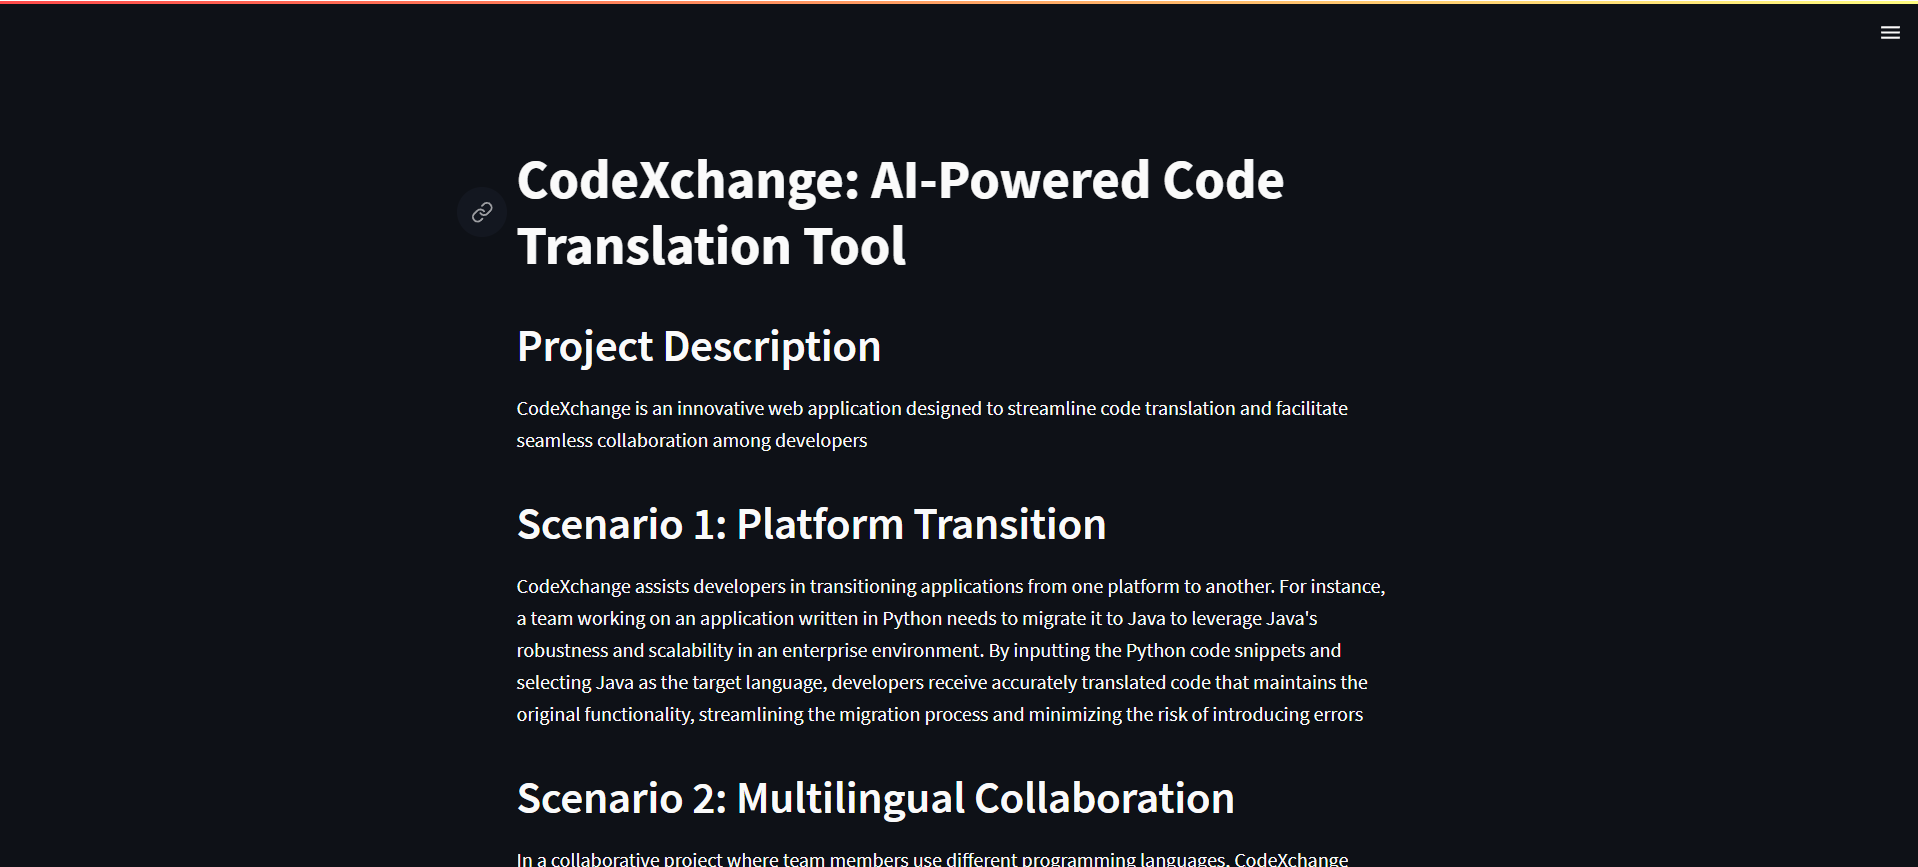 CodeXchange: AI-Powered Code
Translation Tool
Project Description
CodeXchange is an innovative web application designed to streamline code translation and facilitate
seamless collaboration among developers
Scenario 1: Platform Transition
CodeXchange assists developers in transitioning applications from one platform to another. For instance,
a team working on an application written in Python needs to migrate it to Java to leverage Java's
robustness and scalability in an enterprise environment. By inputting the Python code snippets and
selecting Java as the target language, developers receive accurately translated code that maintains the
original functionality, streamlining the migration process and minimizing the risk of introducing errors
Scenario 2: Multilingual Collaboration
In a collaborative project where team members use different programming languages, CodeXchange